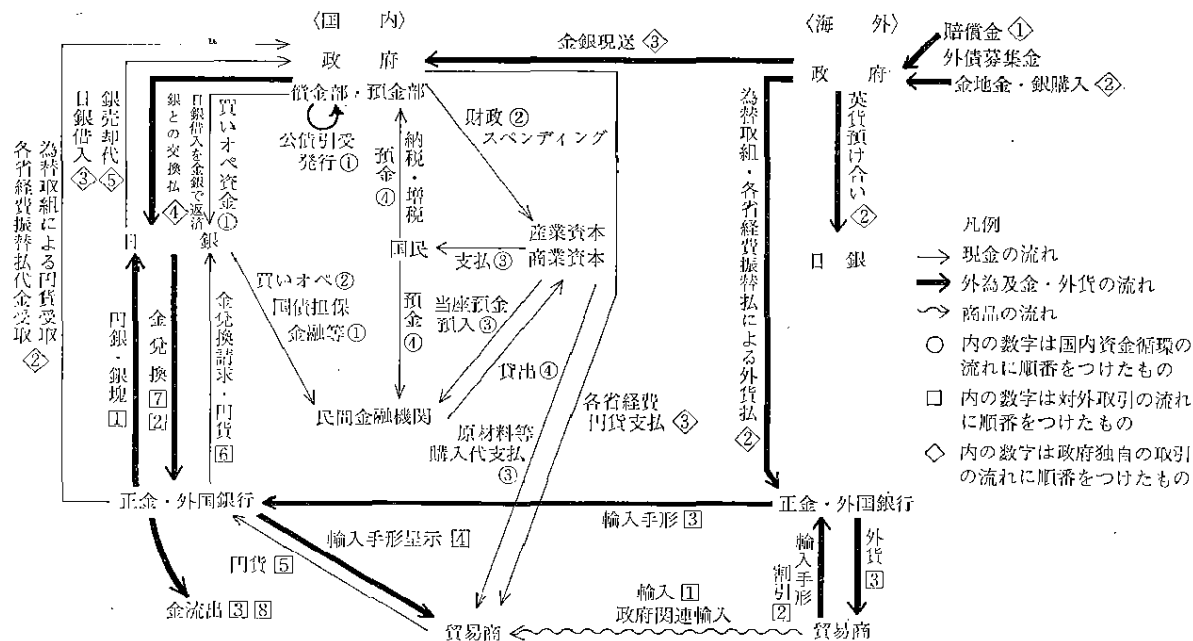 〈国内〉
政府
償金部・預金部
公債引受
発行①
〈海外〉
政府
賠償金◇1
外債募集金
金地金・銀購入◇2
金銀現送◇3
財政②
スペンディング
納税・増税
預金④
買いオペ資金①
日銀借入を金銀で返済
銀との交換払◇4
銀売却代◇5
日銀借入◇3
為替取組による円貨受取
各省経費振替払代金受取◇2
日銀
国民
支払③
産業資本
商業資本
買いオペ②
国債担保
金融等①
預金④
当座預金
預入③
貸出④
民間金融機関
原材料等
購入代支払
③
各省経費
円貨支払◇3
為替取組・各省経費振替払による外貨払◇2
英貨預け合い◇2
日銀
円銀・銀塊1
金兌換7
2
金兌換請求・円貨6
正金・外国銀行
輸入手形3
正金・外国銀行
輸入手形呈示4
円貨5
金流出3 8
輸入手形
割引2
外貨3
輸入1
政府関連輸入
貿易商
貿易商
凡例
現金の流れ
外為及金・外貨の流れ
商品の流れ
○ 内の数字は国内資金循環の
流れに順番をつけたもの
□ 内の数字は対外取引の流れ
に順番をつけたもの
◇ 内の数字は政府独自の取引
の流れに順番をつけたもの